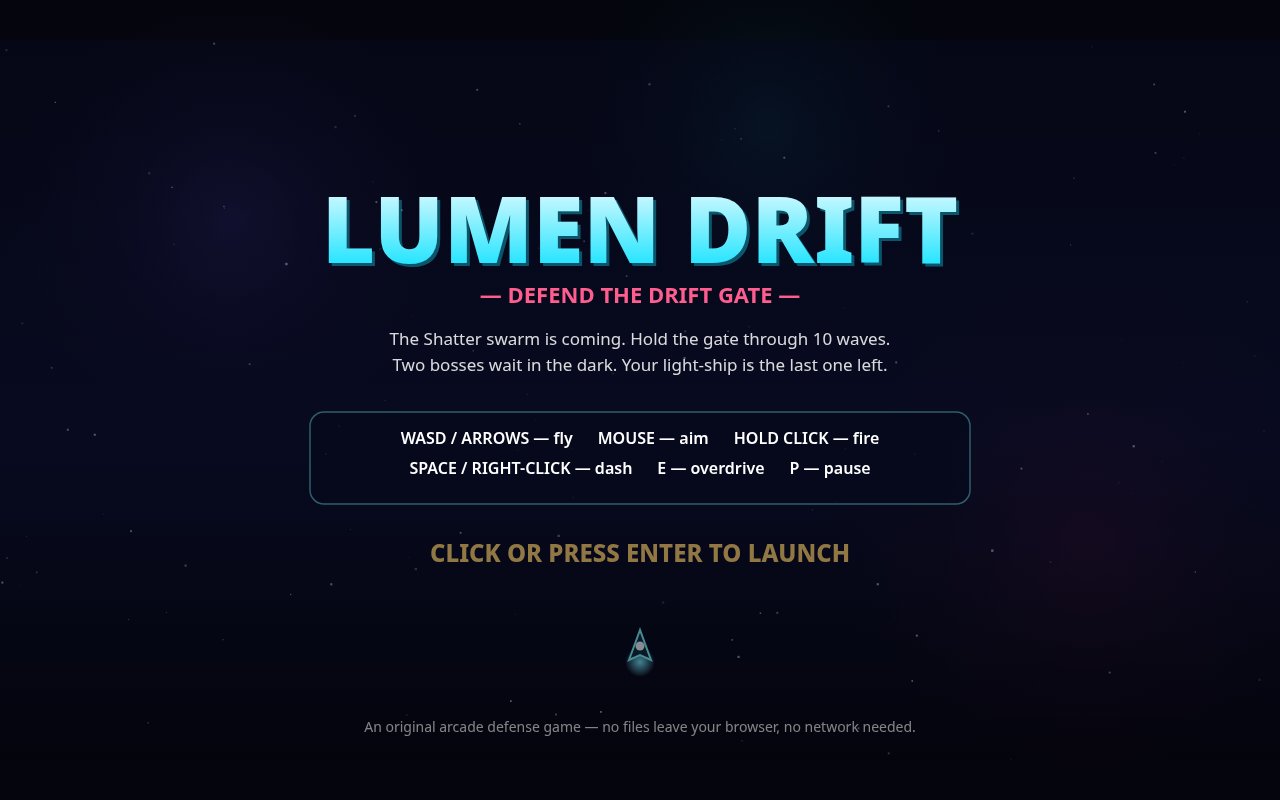 LUMEN DRIFT
— DEFEND THE DRIFT GATE —
The Shatter swarm is coming. Hold the gate through 10 waves.
Two bosses wait in the dark. Your light-ship is the last one left.
WASD / ARROWS — fly MOUSE — aim HOLD CLICK — fire
SPACE / RIGHT-CLICK — dash E — overdrive P — pause
CLICK OR PRESS ENTER TO LAUNCH
An original arcade defense game — no files leave your browser, no network needed.